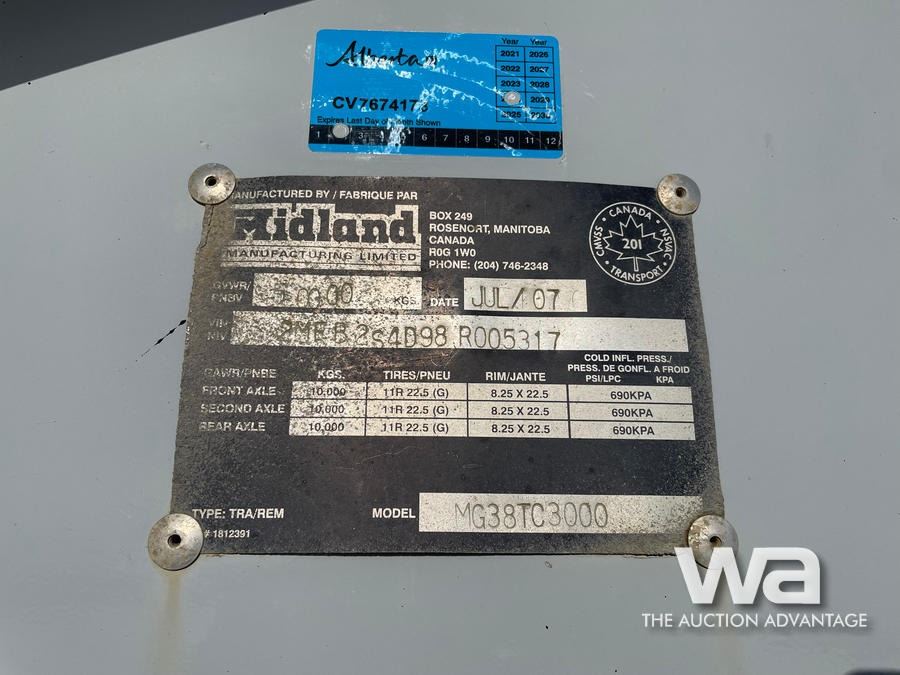 Alberta
Year Year
2021 2026
2022 2027
2023 2028
2029
2025 2030
CV7674173
Expires Last Day of Month Shown
1 3 4 5 6 7 8 9 10 11 12
MANUFACTURED BY / FABRIQUE PAR
Midland
MANUFACTURING LIMITED
BOX 249
ROSENORT, MANITOBA
CANADA
R0G 1W0
PHONE: (204) 746-2348
CANADA
CMVSS
NSVAC
201
TRANSPORT
GVWR/
PNBV
KGS.
DATE JUL/07
VIN
NIV
R005317
COLD INFL. PRESS./
PRESS. DE GONFL. A FROID
GAWR/PNBE KGS. TIRES/PNEU RIM/JANTE PSI/LPC KPA
FRONT AXLE 10,000 11R 22.5 (G) 8.25 X 22.5 690KPA
SECOND AXLE 10,000 11R 22.5 (G) 8.25 X 22.5 690KPA
REAR AXLE 10,000 11R 22.5 (G) 8.25 X 22.5 690KPA
TYPE: TRA/REM MODEL MG38TC3000
# 1812391
wa
THE AUCTION ADVANTAGE